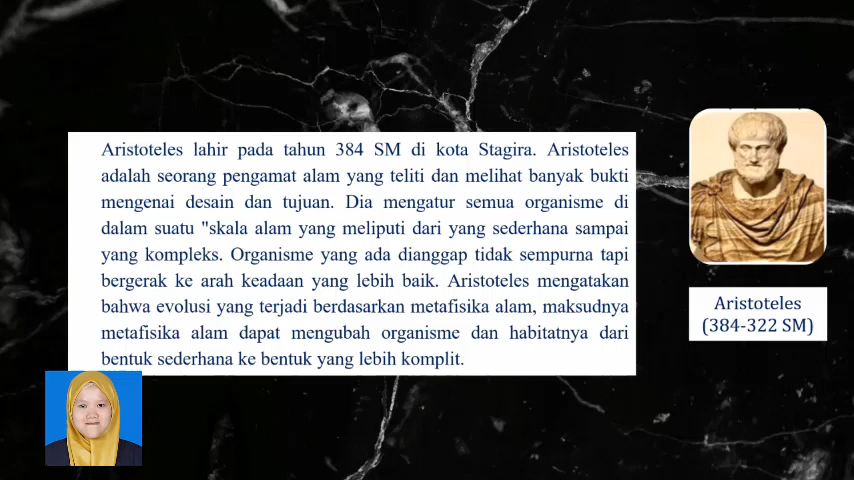 Aristoteles lahir pada tahun 384 SM di kota Stagira. Aristoteles
adalah seorang pengamat alam yang teliti dan melihat banyak bukti
mengenai desain dan tujuan. Dia mengatur semua organisme di
dalam suatu "skala alam yang meliputi dari yang sederhana sampai
yang kompleks. Organisme yang ada dianggap tidak sempurna tapi
bergerak ke arah keadaan yang lebih baik. Aristoteles mengatakan
bahwa evolusi yang terjadi berdasarkan metafisika alam, maksudnya
metafisika alam dapat mengubah organisme dan habitatnya dari
bentuk sederhana ke bentuk yang lebih komplit.
Aristoteles
(384-322 SM)